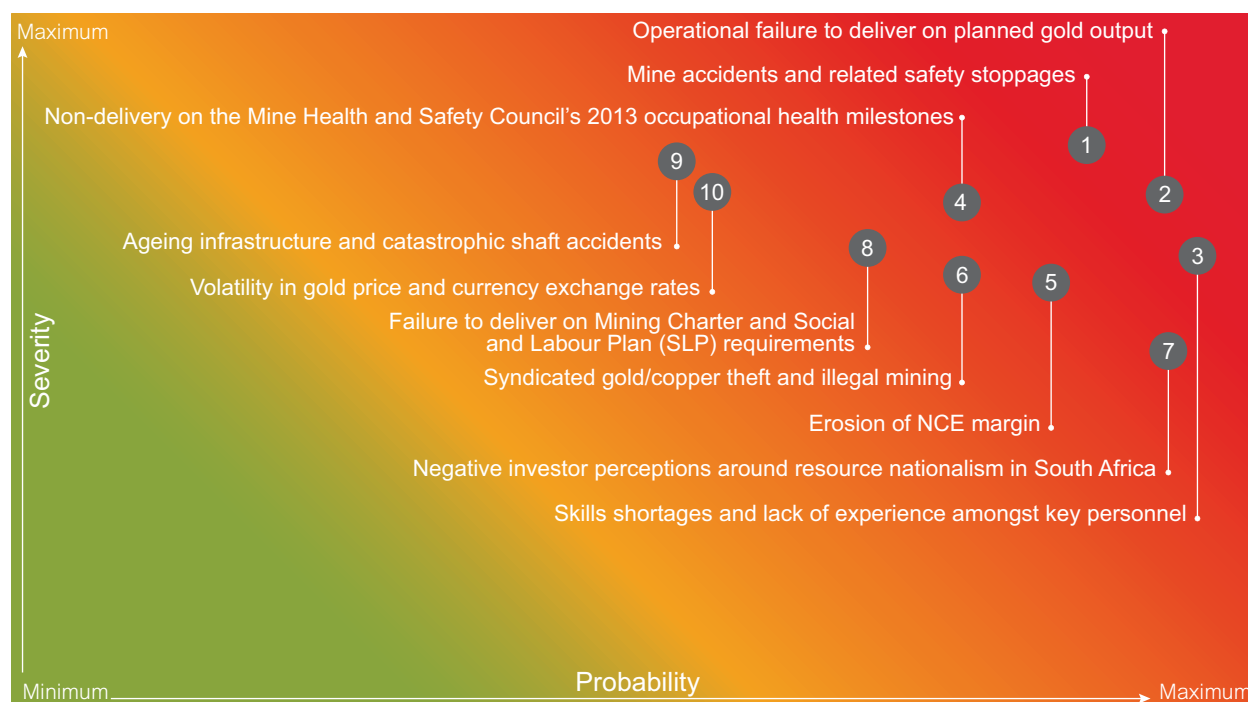 Maximum
Operational failure to deliver on planned gold output
Mine accidents and related safety stoppages
Non-delivery on the Mine Health and Safety Council’s 2013 occupational health milestones
1
9
10
2
4
Ageing infrastructure and catastrophic shaft accidents
8
3
Volatility in gold price and currency exchange rates
6
5
Failure to deliver on Mining Charter and Social
and Labour Plan (SLP) requirements
7
Syndicated gold/copper theft and illegal mining
Severity
Erosion of NCE margin
Negative investor perceptions around resource nationalism in South Africa
Skills shortages and lack of experience amongst key personnel
Minimum
Probability
Maximum